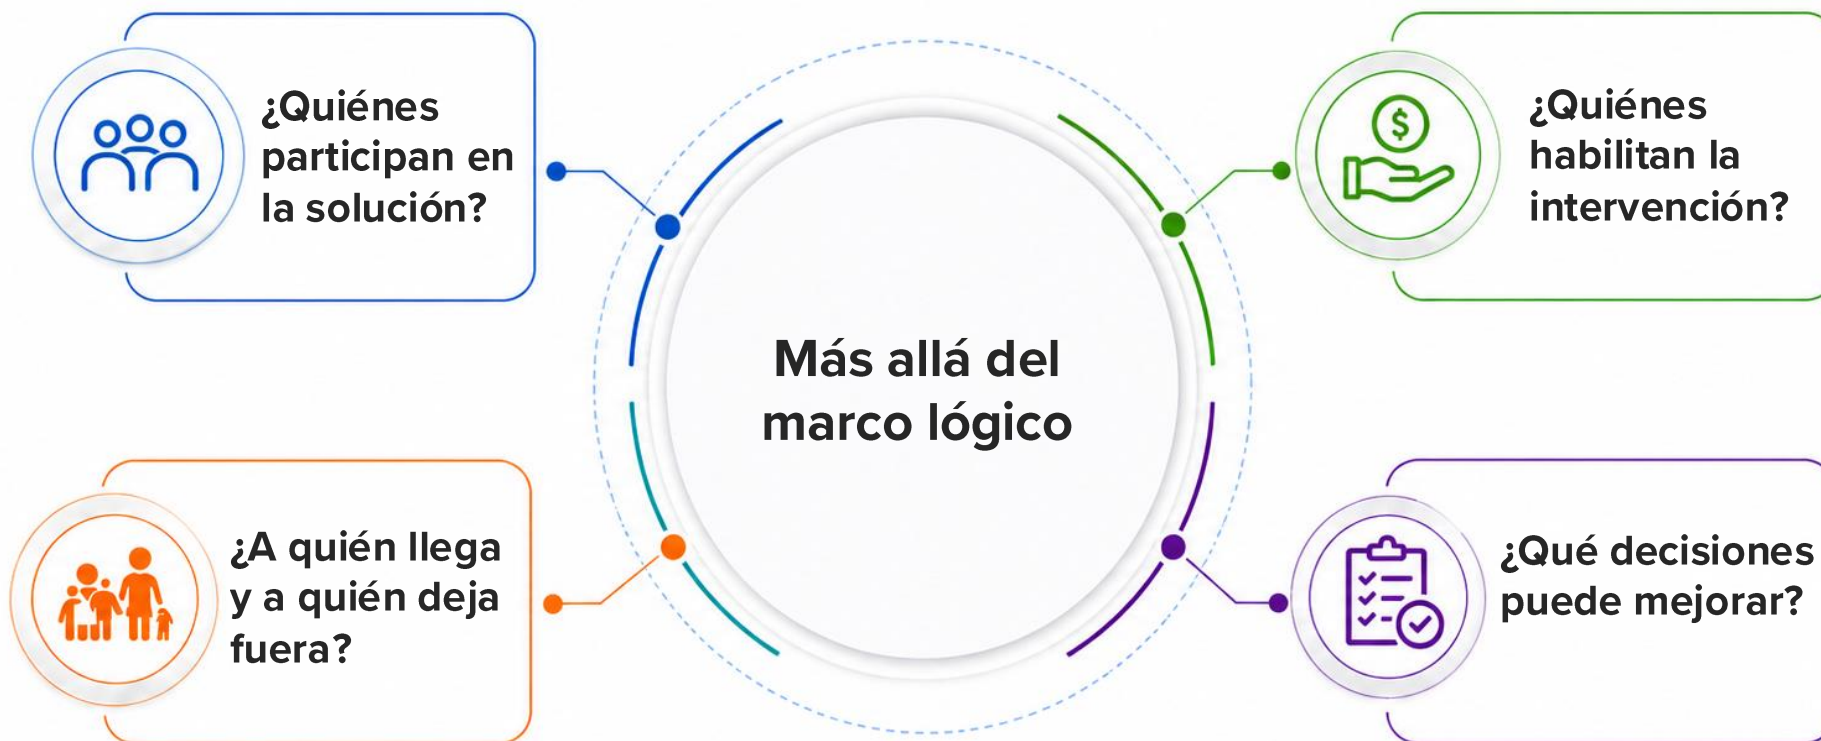 ¿Quiénes
participan en
la solución?
$
¿Quiénes
habilitan la
intervención?
Más allá del
marco lógico
¿A quién llega
y a quién deja
fuera?
¿Qué decisiones
puede mejorar?